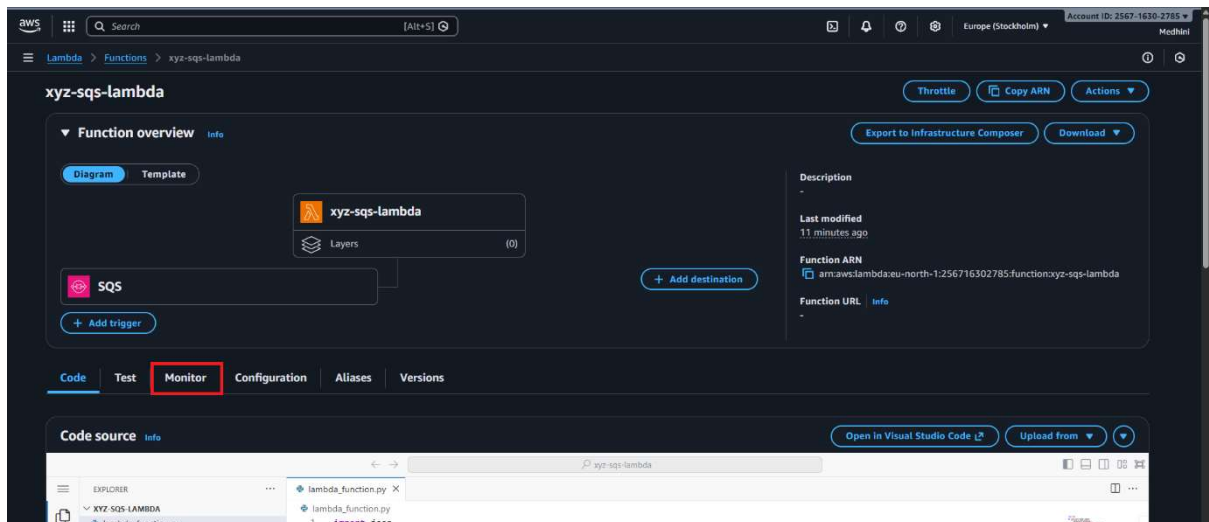 aws
Search [Alt+S]
Europe (Stockholm) ▼
Account ID: 2567-1630-2785 ▼
Medhini
Lambda > Functions > xyz-sqs-lambda
xyz-sqs-lambda
Throttle Copy ARN Actions ▼
▼ Function overview Info
Export to Infrastructure Composer Download ▼
Diagram Template
xyz-sqs-lambda
Layers (0)
SQS
+ Add trigger
+ Add destination
Description
-
Last modified
11 minutes ago
Function ARN
arn:aws:lambda:eu-north-1:256716302785:function:xyz-sqs-lambda
Function URL Info
-
Code Test Monitor Configuration Aliases Versions
Code source Info
Open in Visual Studio Code Upload from ▼
xyz-sqs-lambda
EXPLORER ... lambda_function.py ×
XYZ-SQS-LAMBDA lambda_function.py